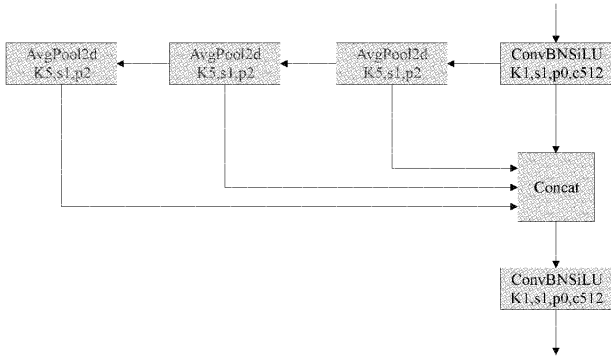 AvgPool2d
K5,s1,p2
AvgPool2d
K5,s1,p2
AvgPool2d
K5,s1,p2
ConvBNSiLU
K1,s1,p0,c512
Concat
ConvBNSiLU
K1,s1,p0,c512